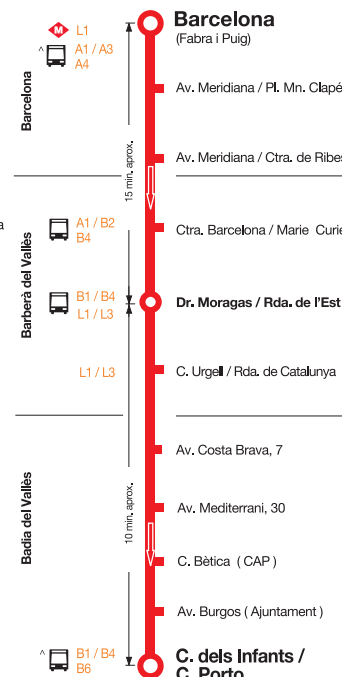 Barcelona
(Fabra i Puig)
M L1
^ A1 / A3
A4
Av. Meridiana / Pl. Mn. Clapé
Barcelona
Av. Meridiana / Ctra. de Ribes
15 min. aprox.
a
A1 / B2
B4
Ctra. Barcelona / Marie Curie
Barberà del Vallès
^ B1 / B4
L1 / L3
Dr. Moragas / Rda. de l'Est
L1 / L3
C. Urgell / Rda. de Catalunya
Av. Costa Brava, 7
Badia del Vallès
10 min. aprox.
Av. Mediterrani, 30
C. Bètica ( CAP )
Av. Burgos ( Ajuntament )
^ B1 / B4
B6
C. dels Infants /
C. Porto